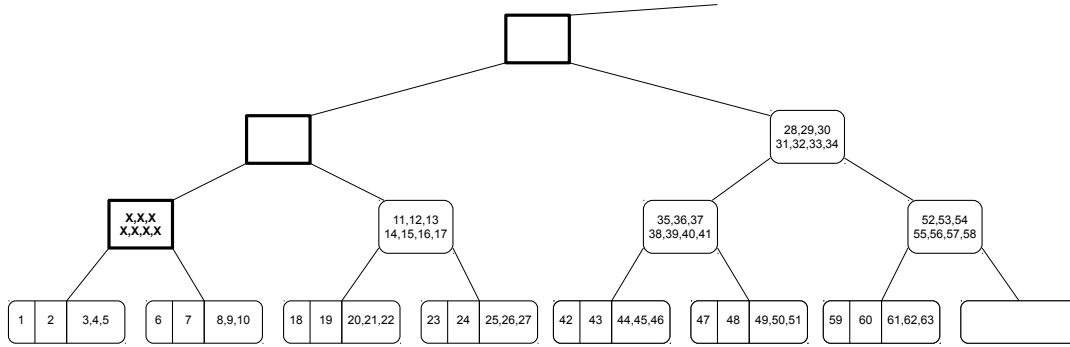 28,29,30
31,32,33,34
X,X,X
X,X,X,X
11,12,13
14,15,16,17
35,36,37
38,39,40,41
52,53,54
55,56,57,58
1 2 3,4,5 6 7 8,9,10 18 19 20,21,22 23 24 25,26,27 42 43 44,45,46 47 48 49,50,51 59 60 61,62,63